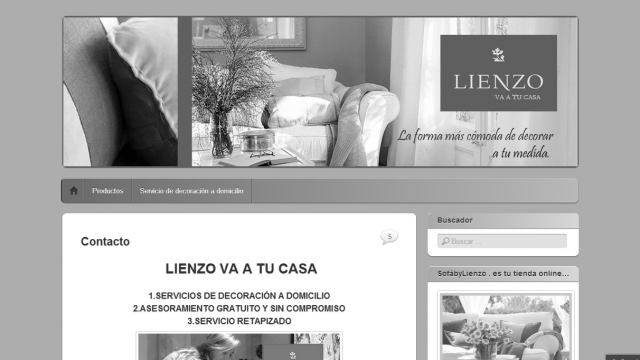 LIENZO
VA A TU CASA
La forma más cómoda de decorar
a tu medida.
Productos
Servicio de decoración a domicilio
Buscador
Buscar …
Contacto
5
LIENZO VA A TU CASA
1.SERVICIOS DE DECORACIÓN A DOMICILIO
2.ASESORAMIENTO GRATUITO Y SIN COMPROMISO
3.SERVICIO RETAPIZADO
SofábyLienzo . es tu tienda online…